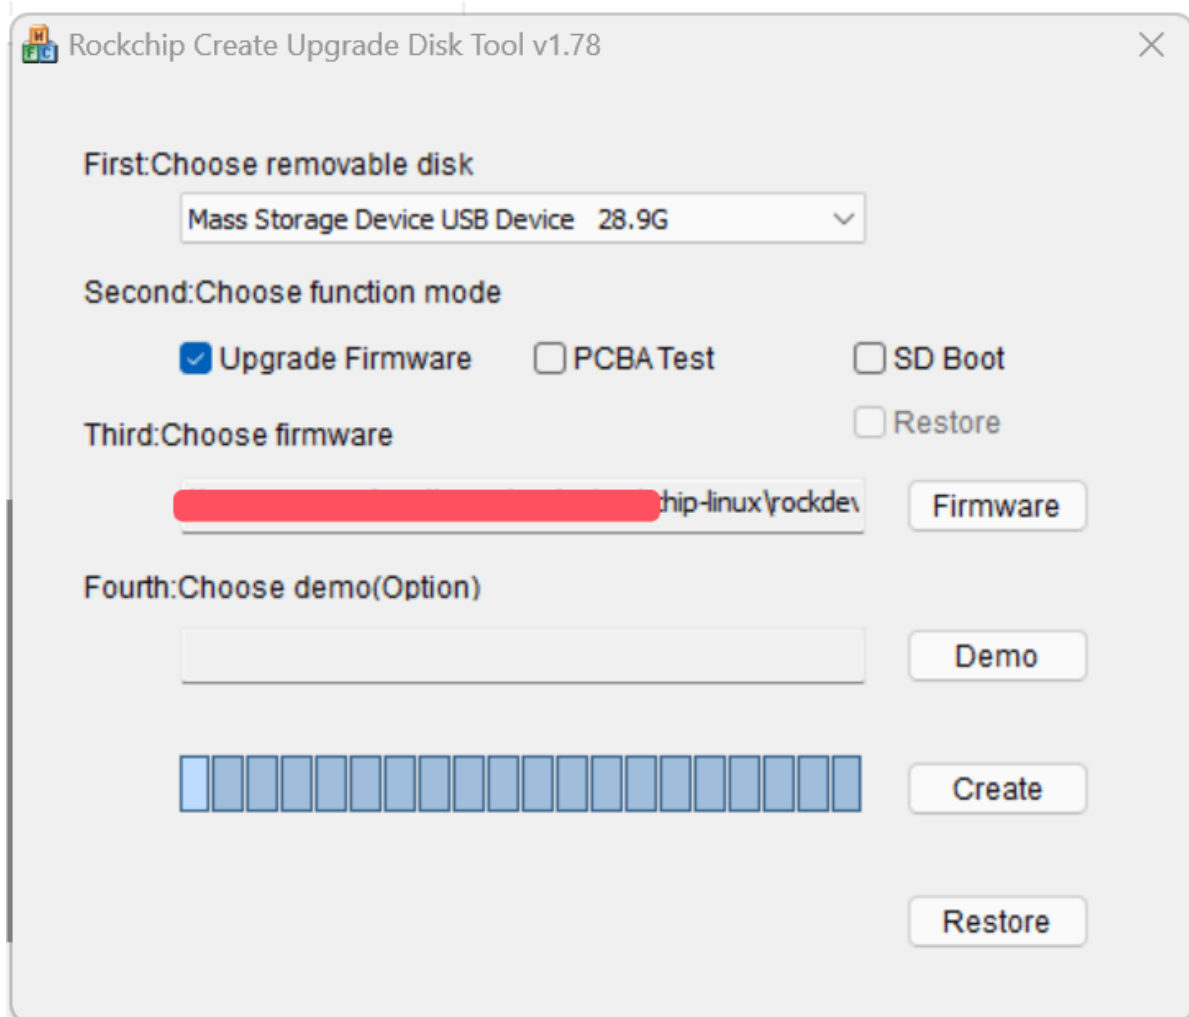 Rockchip Create Upgrade Disk Tool v1.78
First:Choose removable disk
Mass Storage Device USB Device 28.9G
Second:Choose function mode
Upgrade Firmware PCBA Test SD Boot
Restore
Third:Choose firmware
hip-linux\rockdev Firmware
Fourth:Choose demo(Option)
Demo
Create
Restore